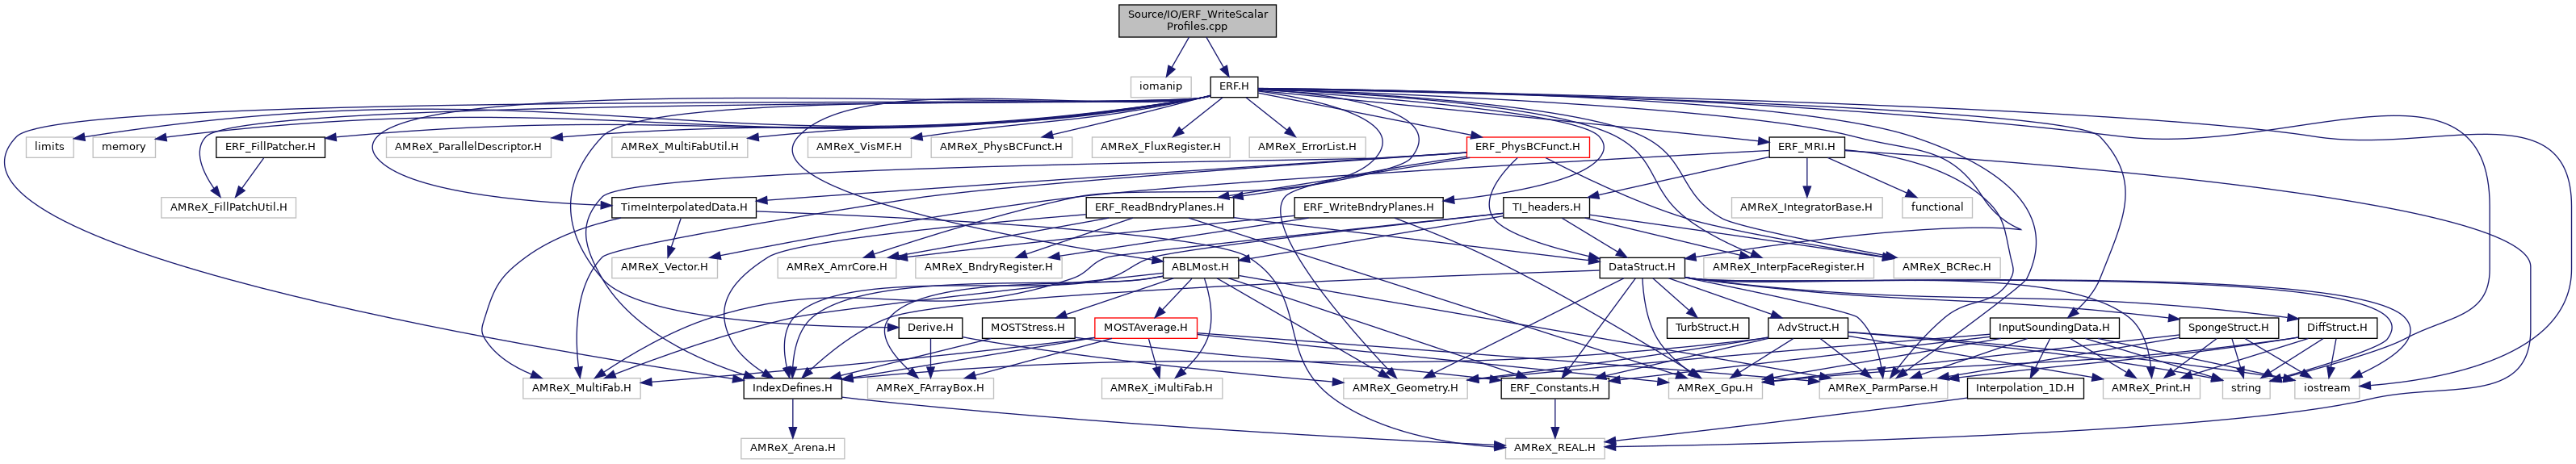 Source/IO/ERF_WriteScalar
Profiles.cpp
iomanip
ERF.H
limits
memory
ERF_FillPatcher.H
AMReX_ParallelDescriptor.H
AMReX_MultiFabUtil.H
AMReX_VisMF.H
AMReX_PhysBCFunct.H
AMReX_FluxRegister.H
AMReX_ErrorList.H
ERF_PhysBCFunct.H
ERF_MRI.H
AMReX_FillPatchUtil.H
TimeInterpolatedData.H
ERF_ReadBndryPlanes.H
ERF_WriteBndryPlanes.H
TI_headers.H
AMReX_IntegratorBase.H
functional
AMReX_Vector.H
AMReX_AmrCore.H
AMReX_BndryRegister.H
ABLMost.H
DataStruct.H
AMReX_InterpFaceRegister.H
AMReX_BCRec.H
Derive.H
MOSTStress.H
MOSTAverage.H
TurbStruct.H
AdvStruct.H
InputSoundingData.H
SpongeStruct.H
DiffStruct.H
AMReX_MultiFab.H
IndexDefines.H
AMReX_FArrayBox.H
AMReX_iMultiFab.H
AMReX_Geometry.H
ERF_Constants.H
AMReX_Gpu.H
AMReX_ParmParse.H
Interpolation_1D.H
AMReX_Print.H
string
iostream
AMReX_Arena.H
AMReX_REAL.H